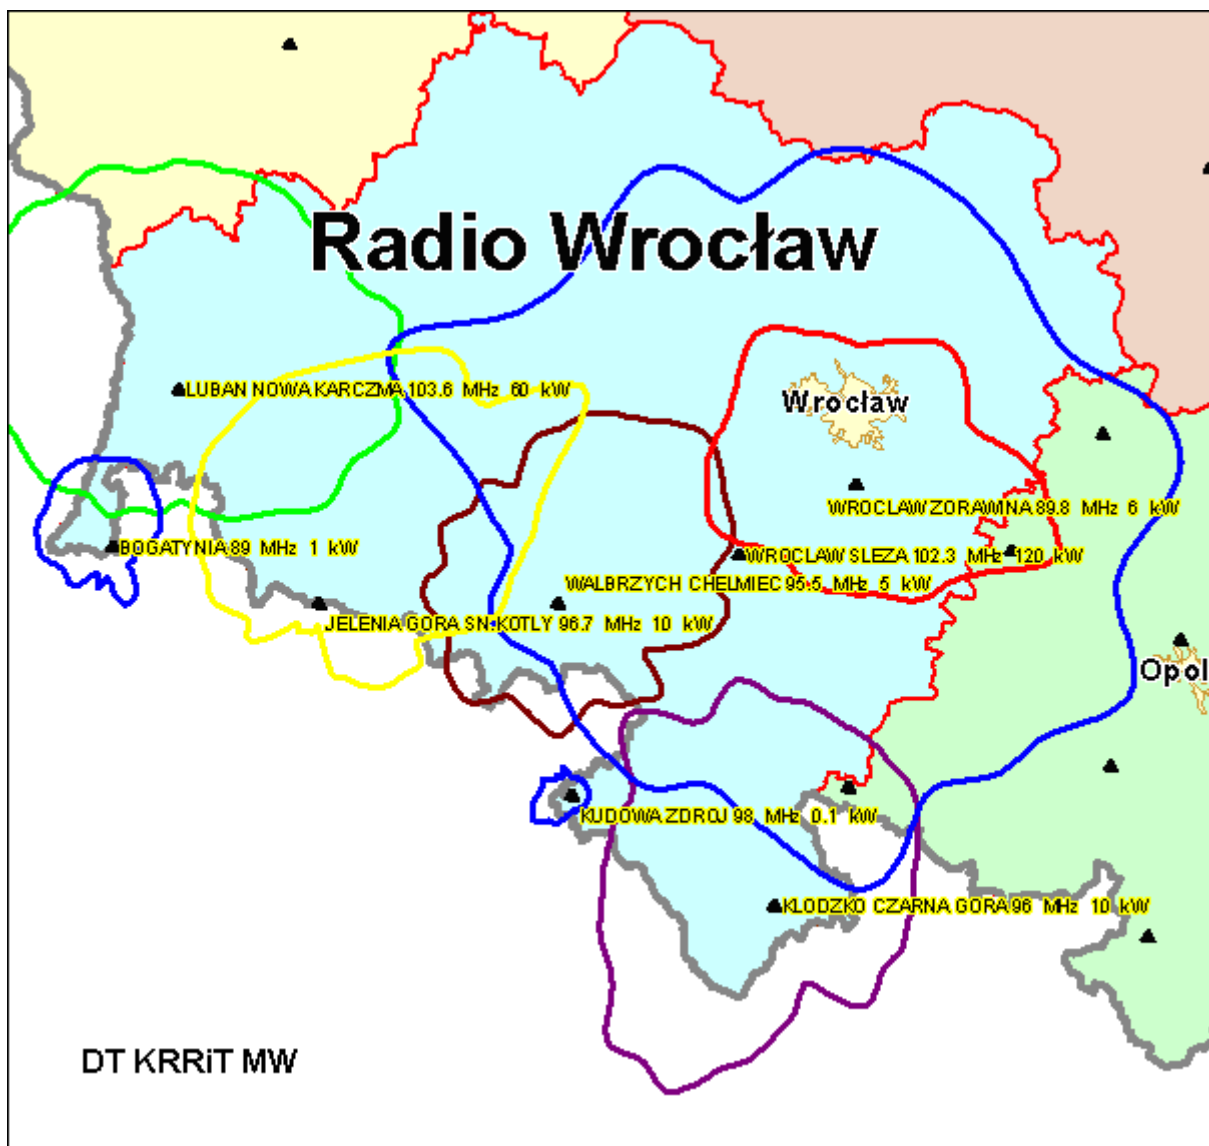 Radio Wrocław
LUBAN NOWA KARCZMA 103.6 MHz 60 kW
Wrocław
WROCLAW ZORAWINA 89.8 MHz 6 kW
BOGATYNIA 89 MHz 1 kW
WROCLAW SLEZA 102.3 MHz 120 kW
WALBRZYCH CHELMIEC 95.5 MHz 5 kW
JELENIA GORA SN.KOTLY 96.7 MHz 10 kW
Opol
KUDOWA ZDROJ 98 MHz 0.1 kW
KLODZKO CZARNA GORA 96 MHz 10 kW
DT KRRiT MW